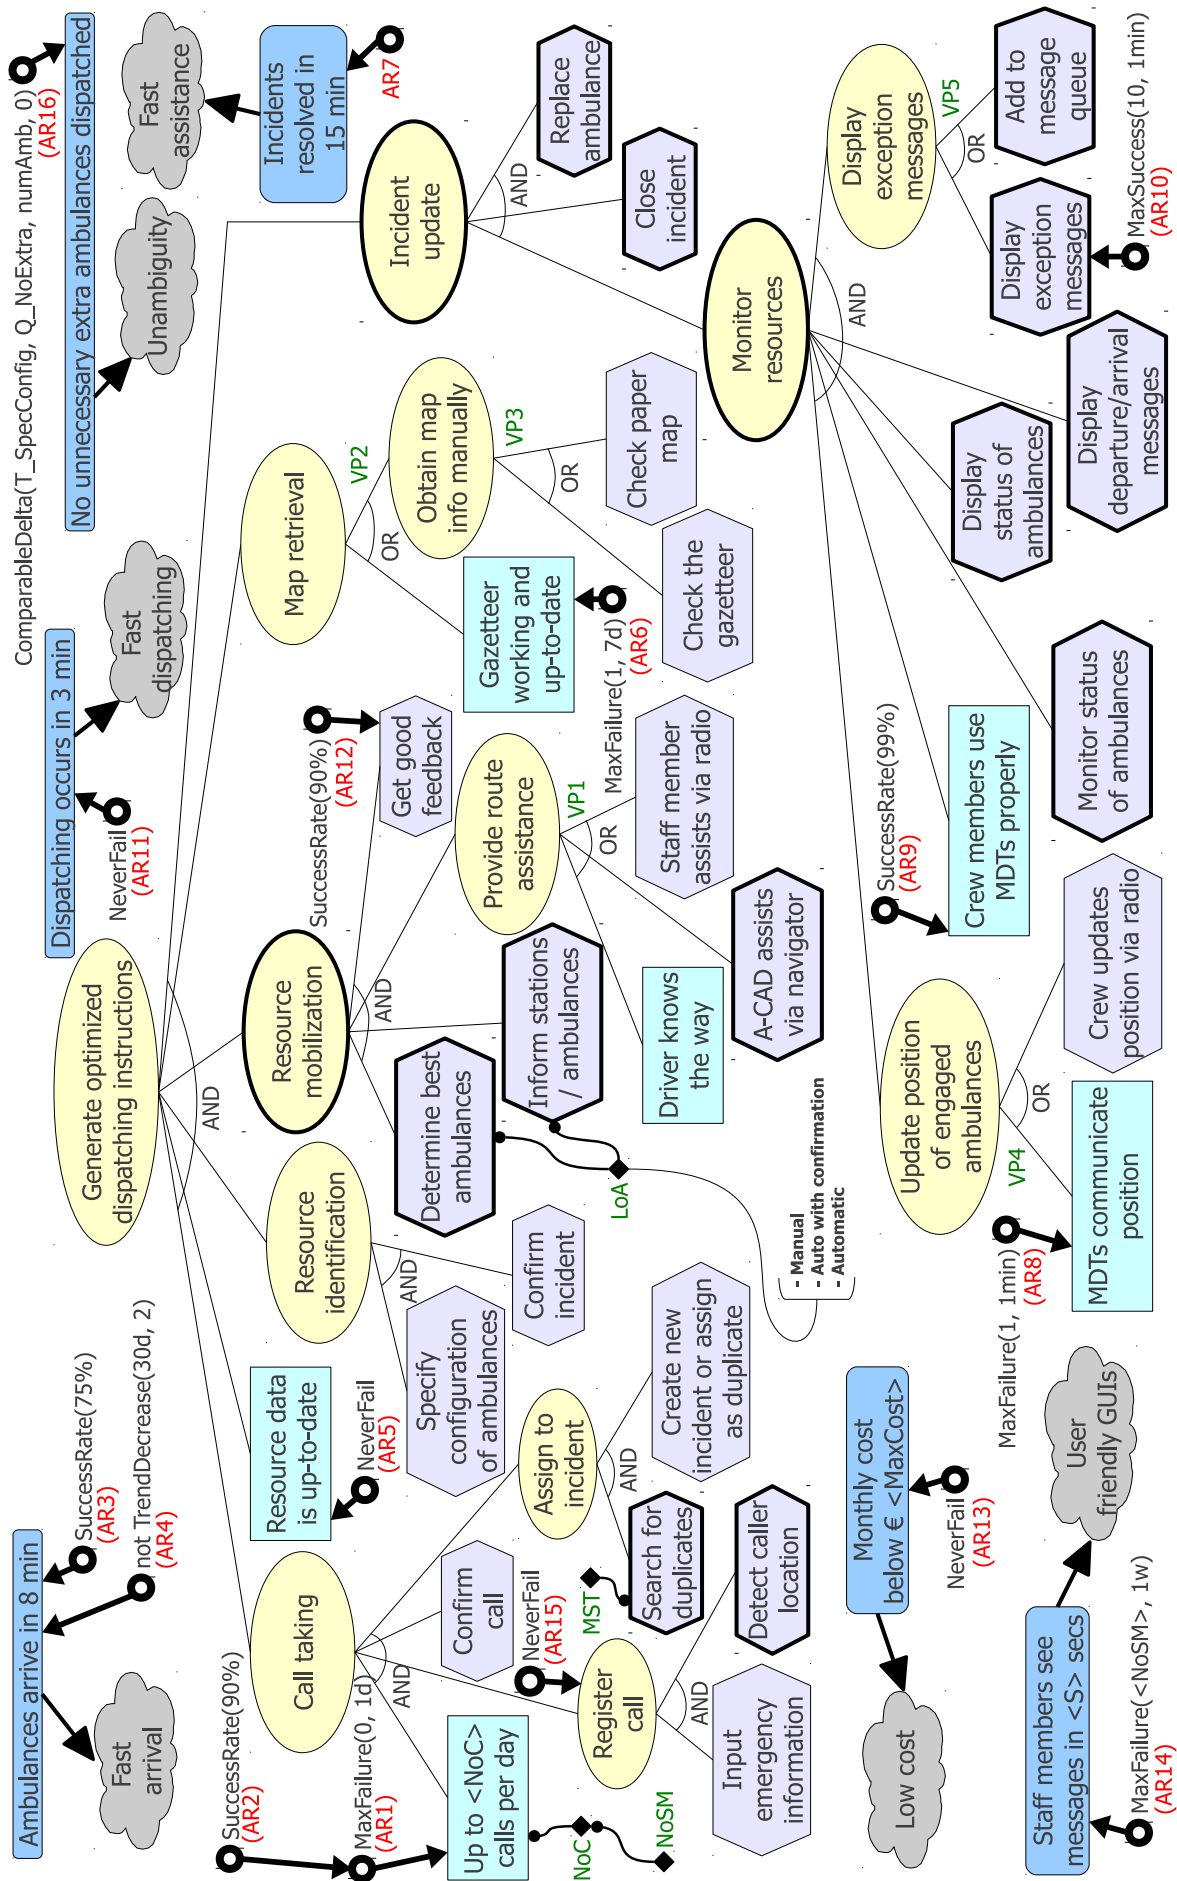 Ambulances arrive in 8 min
SuccessRate(75%)
(AR3)
not TrendDecrease(30d, 2)
(AR4)
Fast
arrival
Dispatching occurs in 3 min
NeverFail
(AR11)
Fast
dispatching
ComparableDelta(T_SpecConfig, Q_NoExtra, numAmb, 0)
(AR16)
No unnecessary extra ambulances dispatched
Unambiguity
Fast
assistance
Incidents
resolved in
15 min
AR7
Generate optimized
dispatching instructions
AND
SuccessRate(90%)
(AR2)
MaxFailure(0, 1d)
(AR1)
Up to <NoC>
calls per day
NoC
NoSM
Call taking
AND
Confirm
call
NeverFail
(AR15)
Register
call
AND
Input
emergency
information
Detect caller
location
Assign to
incident
AND
MST
Search for
duplicates
Create new
incident or assign
as duplicate
Resource data
is up-to-date
NeverFail
(AR5)
Resource
identification
AND
Specify
configuration
of ambulances
Confirm
incident
Resource
mobilization
AND
Determine best
ambulances
Inform stations
/ ambulances
LoA
- Manual
- Auto with confirmation
- Automatic
SuccessRate(90%)
(AR12)
Get good
feedback
Provide route
assistance
VP1
OR
Driver knows
the way
A-CAD assists
via navigator
Staff member
assists via radio
Map retrieval
VP2
OR
Gazetteer
working and
up-to-date
MaxFailure(1, 7d)
(AR6)
Obtain map
info manually
VP3
OR
Check the
gazetteer
Check paper
map
Incident
update
AND
Replace
ambulance
Close
incident
Monitor
resources
AND
Update position
of engaged
ambulances
VP4
OR
MDTs communicate
position
MaxFailure(1, 1min)
(AR8)
Crew updates
position via radio
SuccessRate(99%)
(AR9)
Crew members use
MDTs properly
Monitor status
of ambulances
Display
status of
ambulances
Display
departure/arrival
messages
Display
exception
messages
VP5
OR
Display
exception
messages
MaxSuccess(10, 1min)
(AR10)
Add to
message
queue
Low cost
Monthly cost
below € <MaxCost>
NeverFail
(AR13)
Staff members see
messages in <S> secs
MaxFailure(<NoSM>, 1w)
(AR14)
User
friendly GUIs